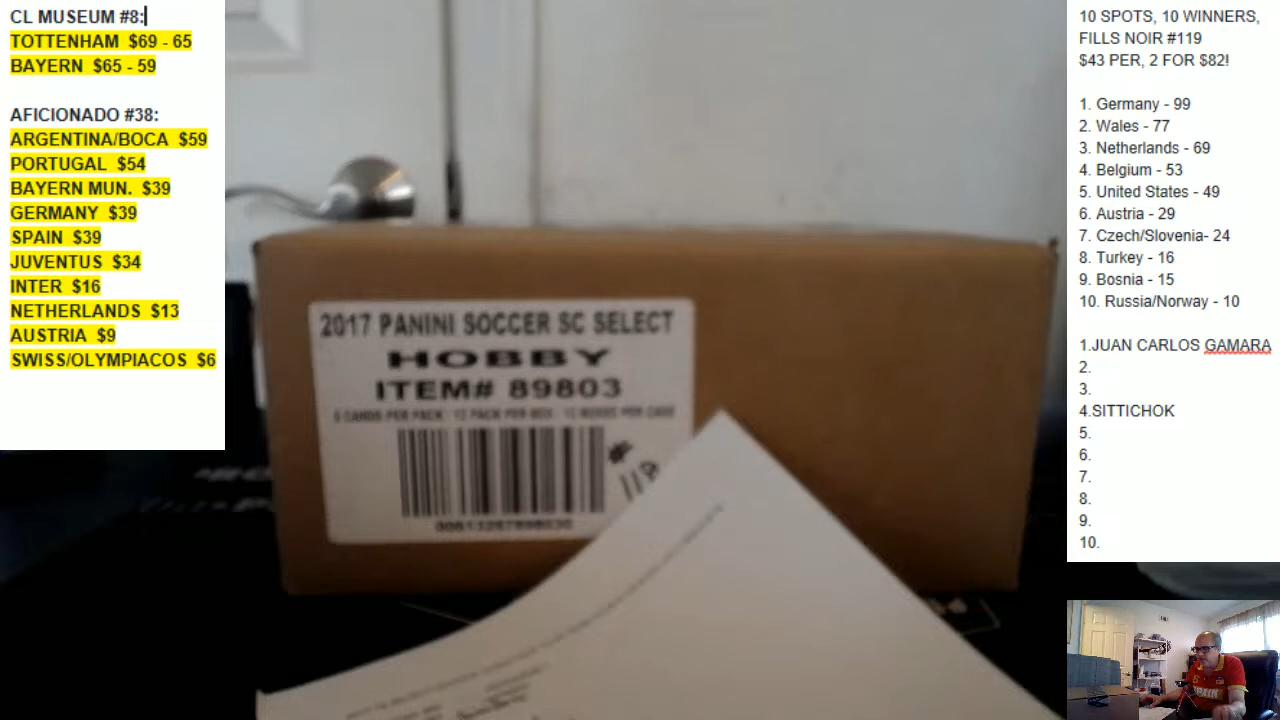 CL MUSEUM #8:
TOTTENHAM $69 - 65
BAYERN $65 - 59
AFICIONADO #38:
ARGENTINA/BOCA $59
PORTUGAL $54
BAYERN MUN. $39
GERMANY $39
SPAIN $39
JUVENTUS $34
INTER $16
NETHERLANDS $13
AUSTRIA $9
SWISS/OLYMPIACOS $6
2017 PANINI SOCCER SC SELECT
HOBBY
ITEM# 89803
CARDS PER PACK
10 SPOTS, 10 WINNERS,
FILLS NOIR #119
$43 PER, 2 FOR $82!
1. Germany - 99
2. Wales - 77
3. Netherlands - 69
4. Belgium - 53
5. United States - 49
6. Austria - 29
7. Czech/Slovenia- 24
8. Turkey - 16
9. Bosnia - 15
10. Russia/Norway - 10
1.JUAN CARLOS GAMARA
2.
3.
4.SITTICHOK
5.
6.
7.
8.
9.
10.